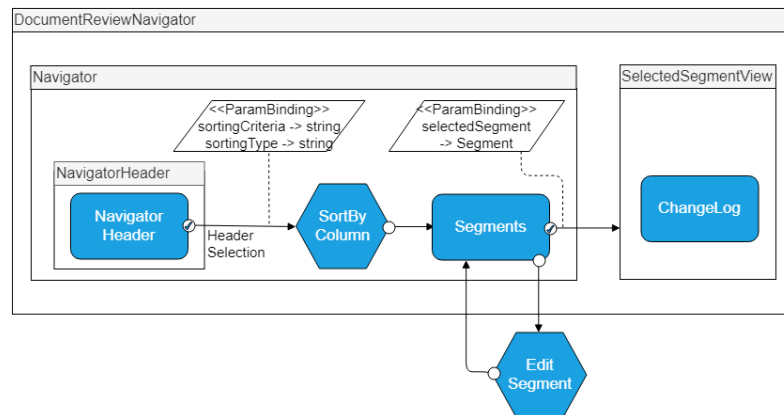 DocumentReviewNavigator
Navigator
SelectedSegmentView
<<ParamBinding>>
sortingCriteria -> string
sortingType -> string
<<ParamBinding>>
selectedSegment
-> Segment
NavigatorHeader
Navigator
Header
Header
Selection
SortBy
Column
Segments
ChangeLog
Edit
Segment